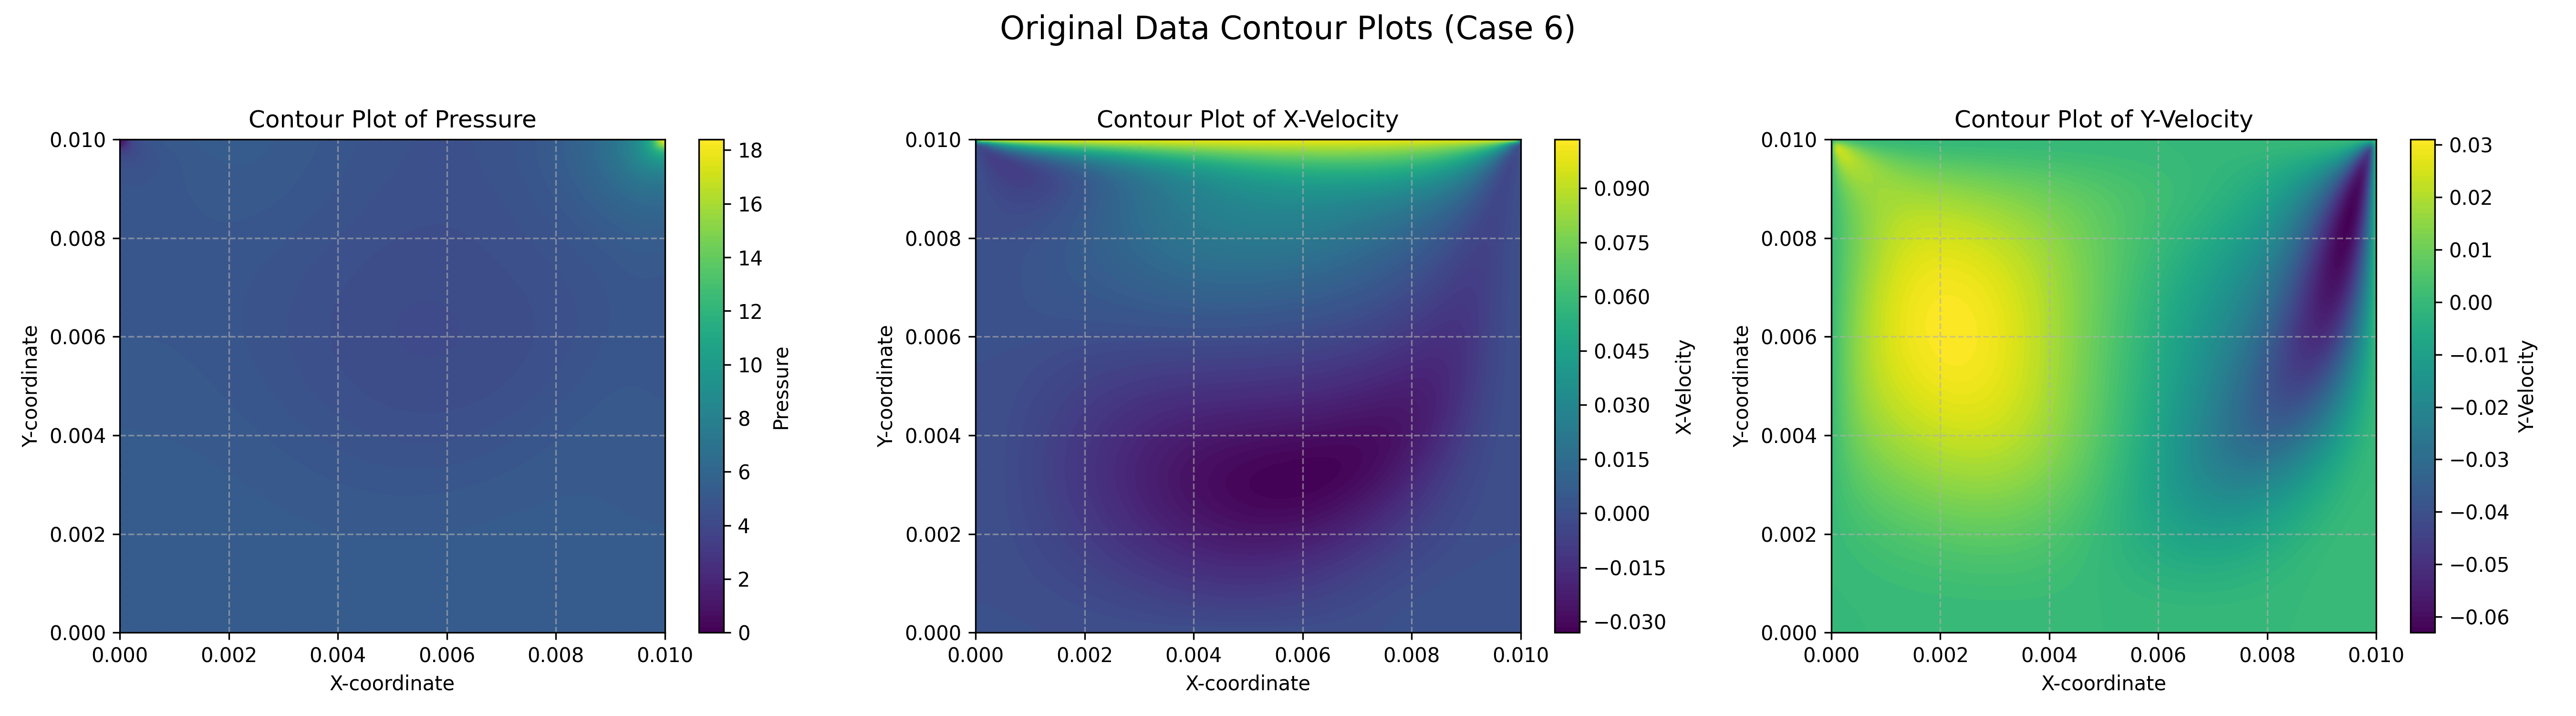 Original Data Contour Plots (Case 6)
Contour Plot of Pressure
0.010
0.008
0.006
0.004
0.002
0.000
Y-coordinate
0.000 0.002 0.004 0.006 0.008 0.010
X-coordinate
18
16
14
12
10
8
6
4
2
0
Pressure
Contour Plot of X-Velocity
0.010
0.008
0.006
0.004
0.002
0.000
Y-coordinate
0.000 0.002 0.004 0.006 0.008 0.010
X-coordinate
0.090
0.075
0.060
0.045
0.030
0.015
0.000
−0.015
−0.030
X-Velocity
Contour Plot of Y-Velocity
0.010
0.008
0.006
0.004
0.002
0.000
Y-coordinate
0.000 0.002 0.004 0.006 0.008 0.010
X-coordinate
0.03
0.02
0.01
0.00
−0.01
−0.02
−0.03
−0.04
−0.05
−0.06
Y-Velocity